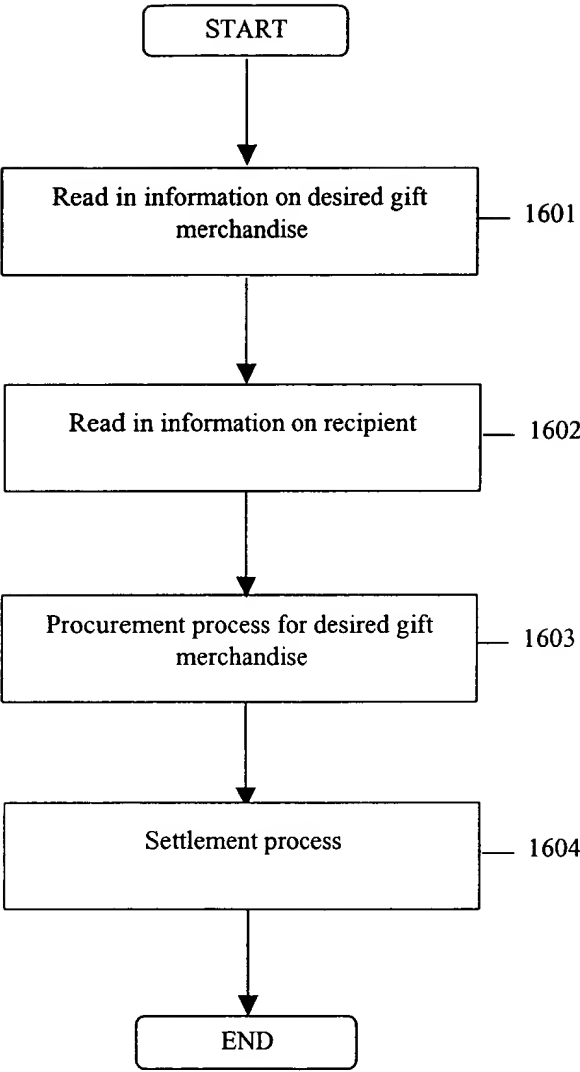 START
Read in information on desired gift
merchandise
1601
Read in information on recipient
1602
Procurement process for desired gift
merchandise
1603
Settlement process
1604
END